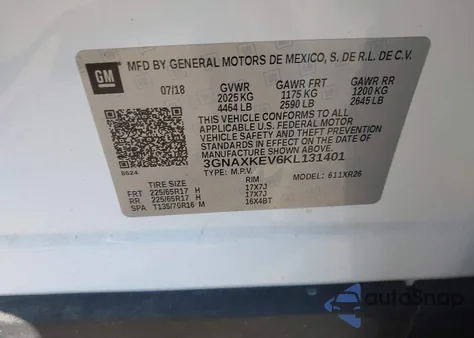 GM
MFD BY GENERAL MOTORS DE MEXICO, S. DE R.L. DE C.V.
07/18 GVWR GAWR FRT GAWR RR
2025 KG 1175 KG 1200 KG
4464 LB 2590 LB 2645 LB
THIS VEHICLE CONFORMS TO ALL APPLICABLE U.S. FEDERAL MOTOR VEHICLE SAFETY AND THEFT PREVENTION STANDARDS IN EFFECT ON THE DATE OF MANUFACTURE SHOWN ABOVE.
3GNAXKEV6KL131401
8624 TYPE: M.P.V. MODEL: 611XR26
TIRE SIZE RIM
FRT 225/65R17 H 17X7J
RR 225/65R17 H 17X7J
SPA T135/70R16 M 16X4BT
autoSnap